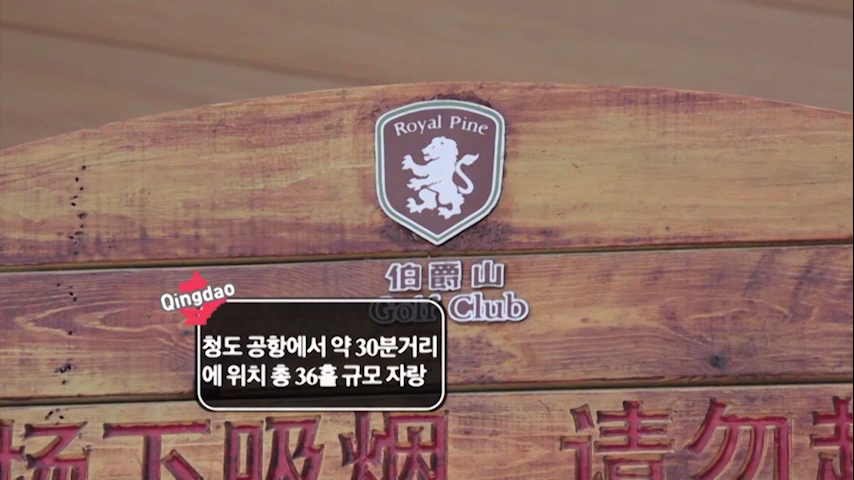 Royal Pine
伯爵山
Golf Club
Qingdao
청도 공항에서 약 30분거리
에 위치 총 36홀 규모 자랑
场下吸烟 请勿